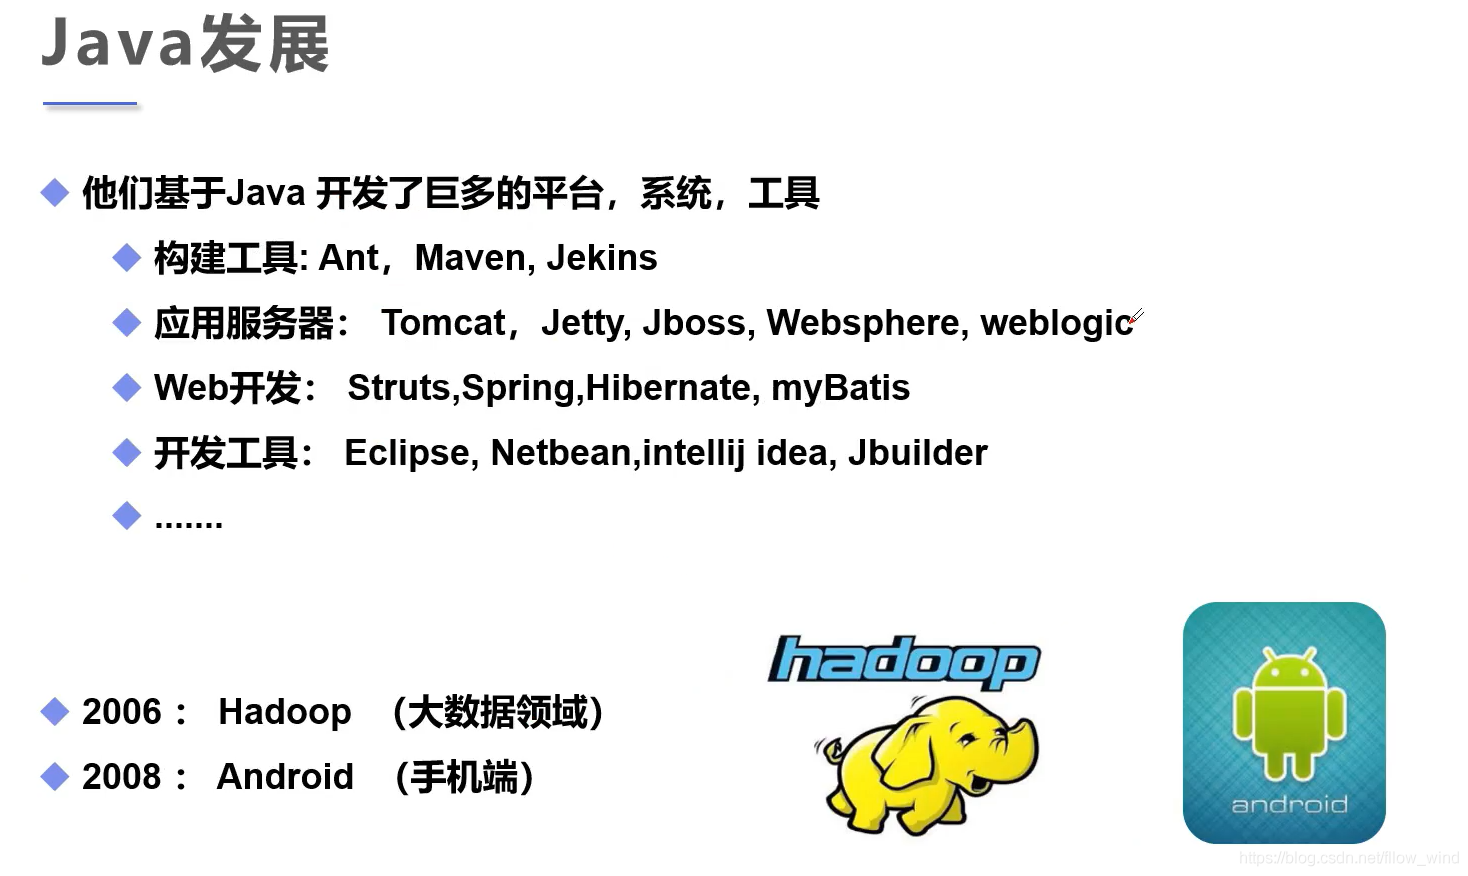 Java发展
他们基于Java 开发了巨多的平台，系统，工具
构建工具: Ant，Maven, Jekins
应用服务器： Tomcat，Jetty, Jboss, Websphere, weblogic
Web开发： Struts,Spring,Hibernate, myBatis
开发工具： Eclipse, Netbean,intellij idea, Jbuilder
.......
hadoop
2006 ： Hadoop （大数据领域）
2008 ： Android （手机端）
android
https://blog.csdn.net/fllow_wind